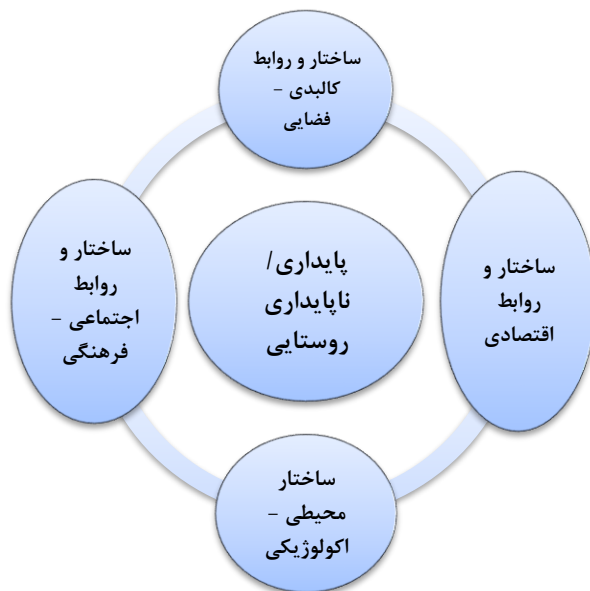 ساختار و روابط
کالبدی –
فضایی
ساختار و
روابط
اقتصادی
پایداری/
ناپایداری
روستایی
ساختار و
روابط
اجتماعی –
فرهنگی
ساختار
محیطی –
اکولوژیکی